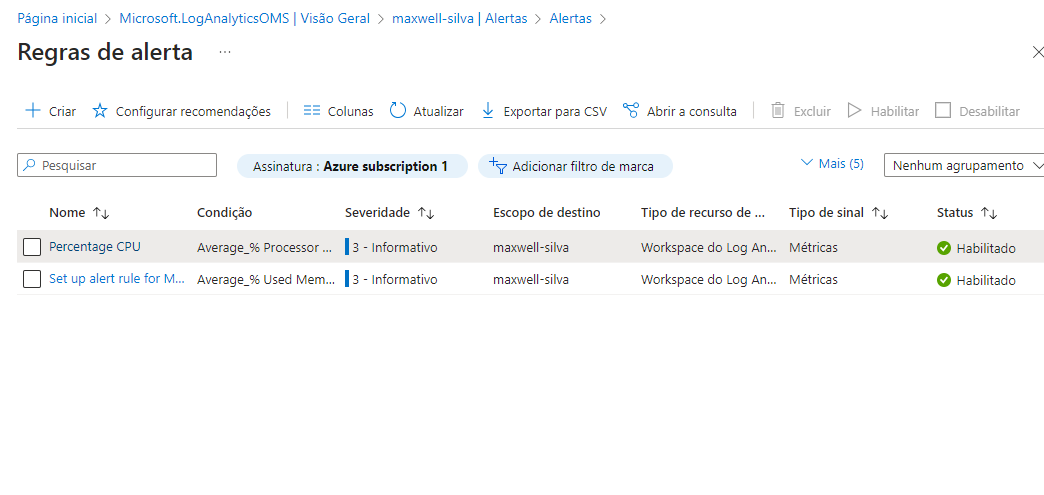 Página inicial > Microsoft.LogAnalyticsOMS | Visão Geral > maxwell-silva | Alertas > Alertas >
Regras de alerta ...
Criar Configurar recomendações Colunas Atualizar Exportar para CSV Abrir a consulta Excluir Habilitar Desabilitar
Pesquisar Assinatura : Azure subscription 1 Adicionar filtro de marca Mais (5) Nenhum agrupamento
Nome ↑↓ Condição Severidade ↑↓ Escopo de destino Tipo de recurso de ... Tipo de sinal ↑↓ Status ↑↓
Percentage CPU Average_% Processor ... 3 - Informativo maxwell-silva Workspace do Log An... Métricas Habilitado
Set up alert rule for M... Average_% Used Mem... 3 - Informativo maxwell-silva Workspace do Log An... Métricas Habilitado